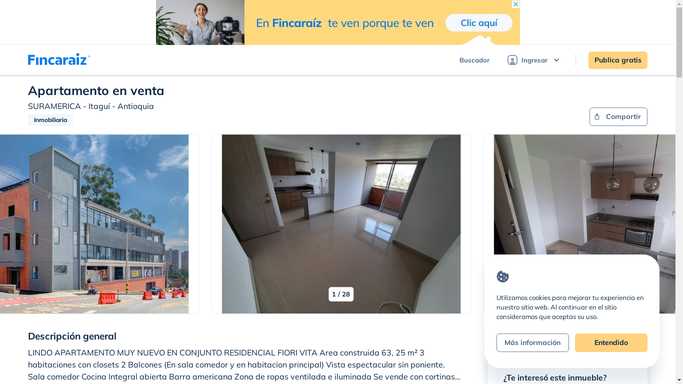 En Fincaraíz te ven porque te ven
Clic aquí
Fincaraíz
Buscador
Ingresar
Publica gratis
Apartamento en venta
SURAMERICA - Itaguí - Antioquia
Inmobiliaria
Compartir
1 / 28
Utilizamos cookies para mejorar tu experiencia en
nuestro sitio web. Al continuar en el sitio
consideramos que aceptas su uso.
Más información
Entendido
Descripción general
LINDO APARTAMENTO MUY NUEVO EN CONJUNTO RESIDENCIAL FIORI VITA Area construida 63, 25 m² 3
habitaciones con closets 2 Balcones (En sala comedor y en habitacion principal) Vista espectacular sin poniente.
Sala comedor Cocina Integral abierta Barra americana Zona de ropas ventilada e iluminada Se vende con cortinas...
¿Te interesó este inmueble?